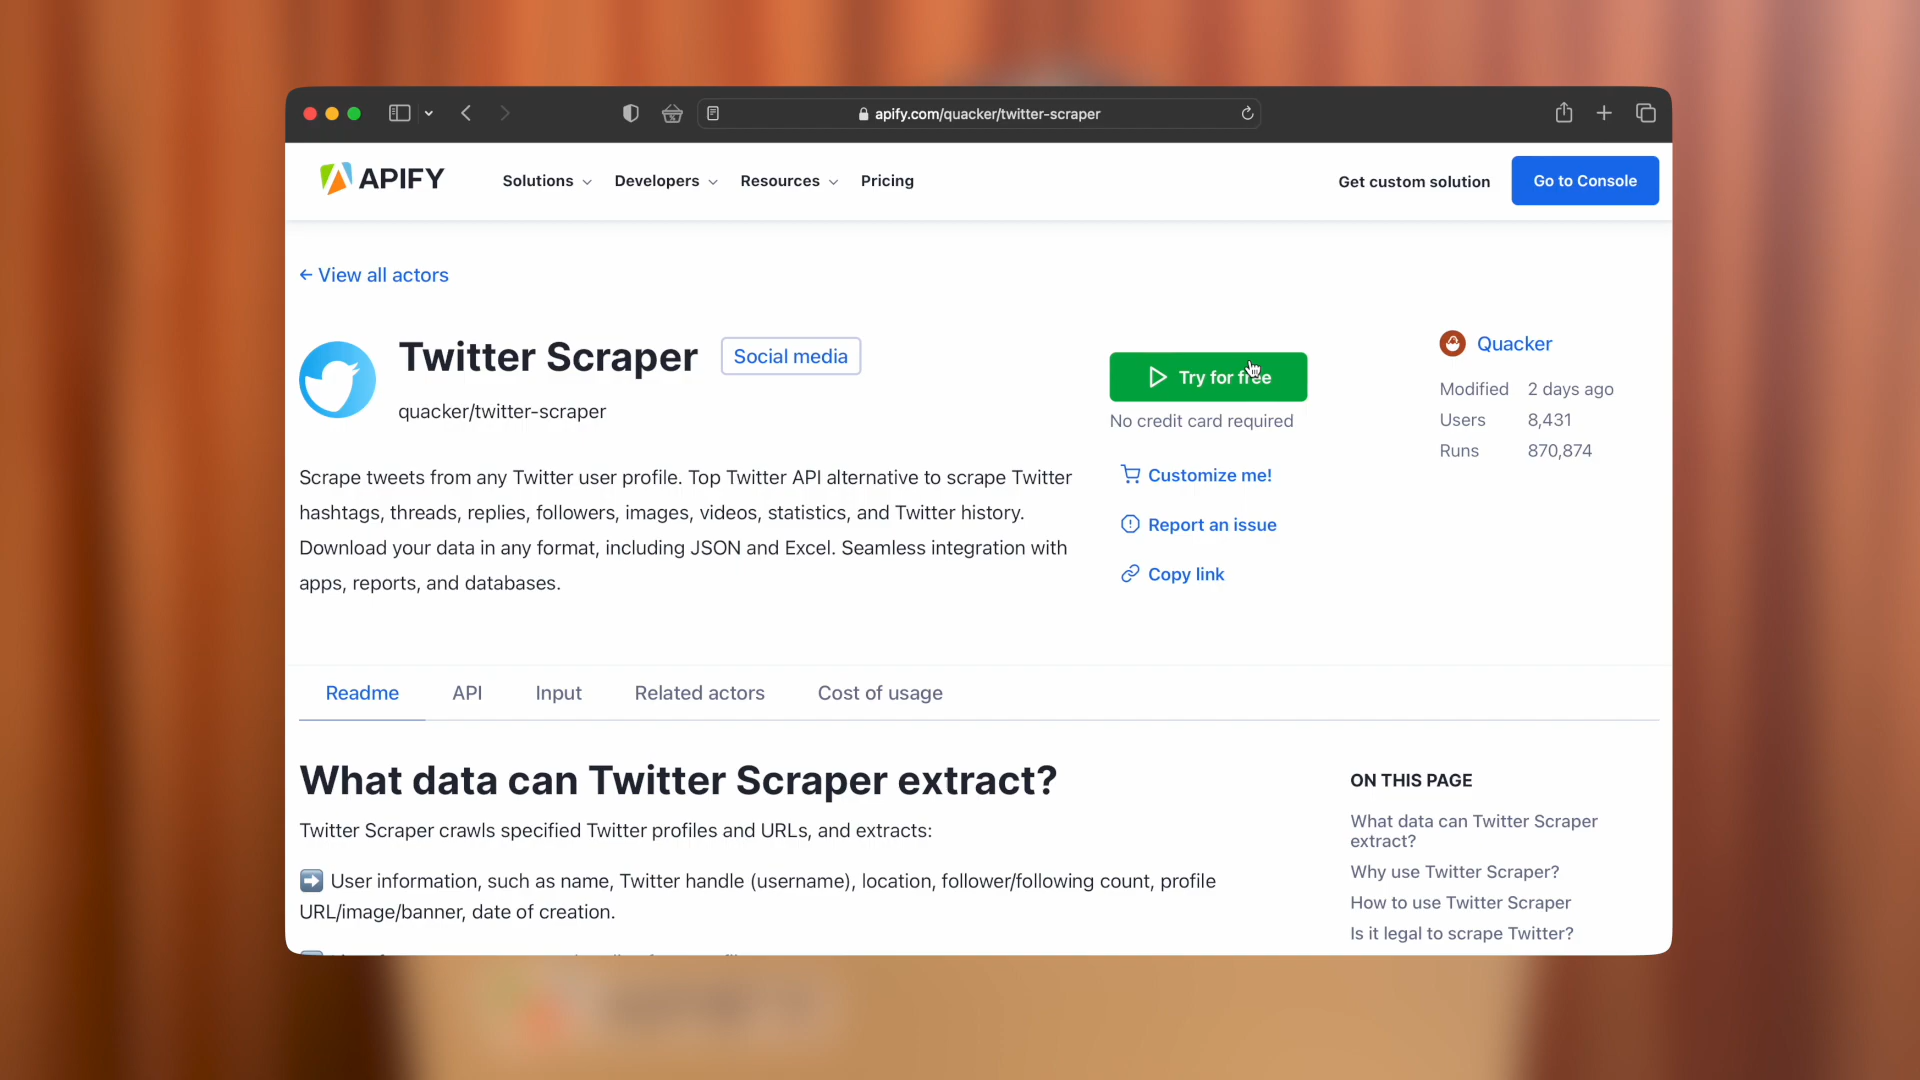 apify.com/quacker/twitter-scraper
APIFY
Solutions
Developers
Resources
Pricing
Get custom solution
Go to Console
← View all actors
Twitter Scraper
Social media
quacker/twitter-scraper
Scrape tweets from any Twitter user profile. Top Twitter API alternative to scrape Twitter
hashtags, threads, replies, followers, images, videos, statistics, and Twitter history.
Download your data in any format, including JSON and Excel. Seamless integration with
apps, reports, and databases.
Try for free
No credit card required
Customize me!
Report an issue
Copy link
Quacker
Modified 2 days ago
Users 8,431
Runs 870,874
Readme
API
Input
Related actors
Cost of usage
What data can Twitter Scraper extract?
Twitter Scraper crawls specified Twitter profiles and URLs, and extracts:
➡️ User information, such as name, Twitter handle (username), location, follower/following count, profile
URL/image/banner, date of creation.
ON THIS PAGE
What data can Twitter Scraper
extract?
Why use Twitter Scraper?
How to use Twitter Scraper
Is it legal to scrape Twitter?